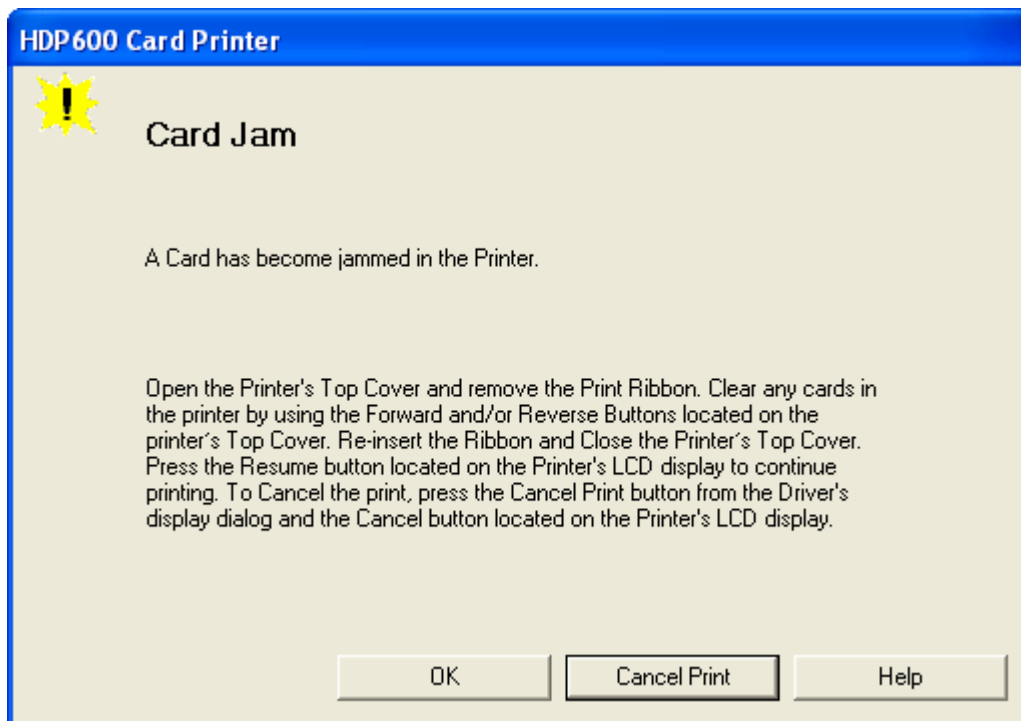 HDP600 Card Printer
!
Card Jam
A Card has become jammed in the Printer.
Open the Printer's Top Cover and remove the Print Ribbon. Clear any cards in
the printer by using the Forward and/or Reverse Buttons located on the
printer´s Top Cover. Re-insert the Ribbon and Close the Printer´s Top Cover.
Press the Resume button located on the Printer's LCD display to continue
printing. To Cancel the print, press the Cancel Print button from the Driver's
display dialog and the Cancel button located on the Printer's LCD display.
OK Cancel Print Help